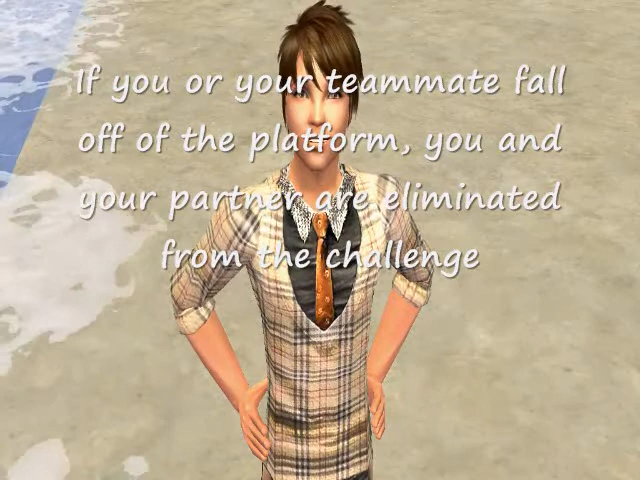 If you or your teammate fall
off of the platform, you and
your partner are eliminated
from the challenge